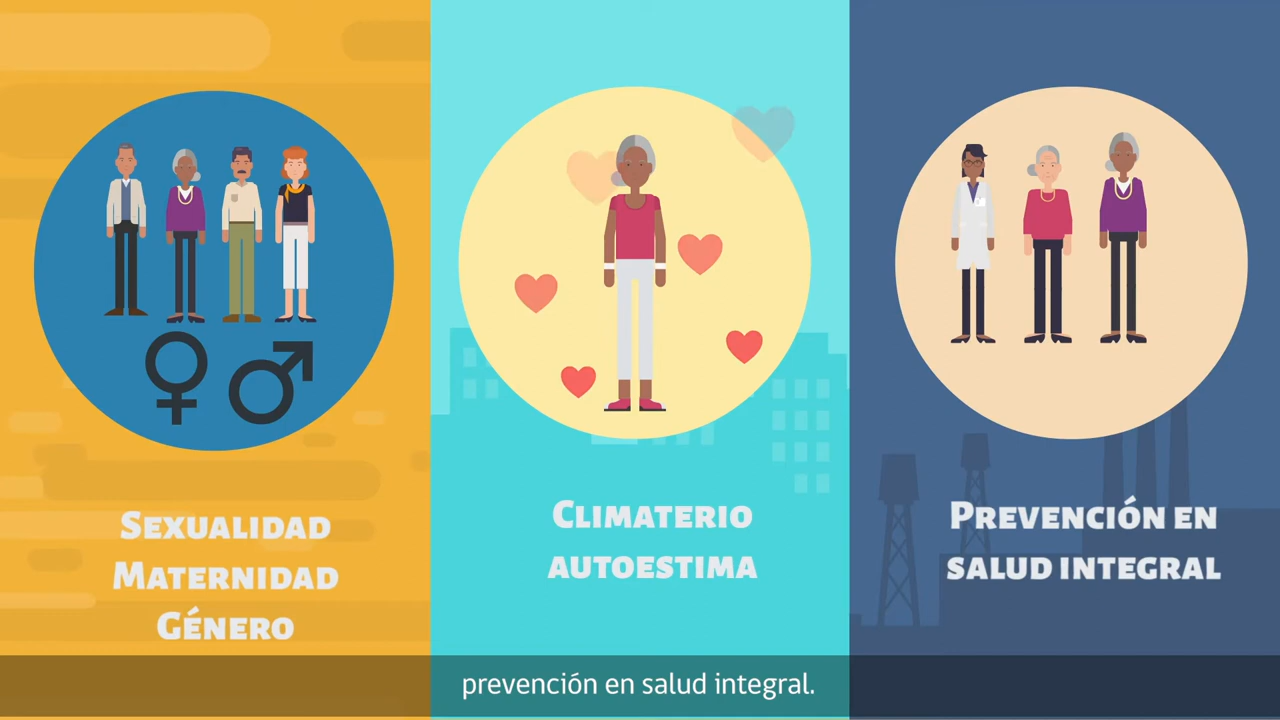 Sexualidad
Maternidad
Género
Climaterio
autoestima
Prevención en
salud integral
prevención en salud integral.